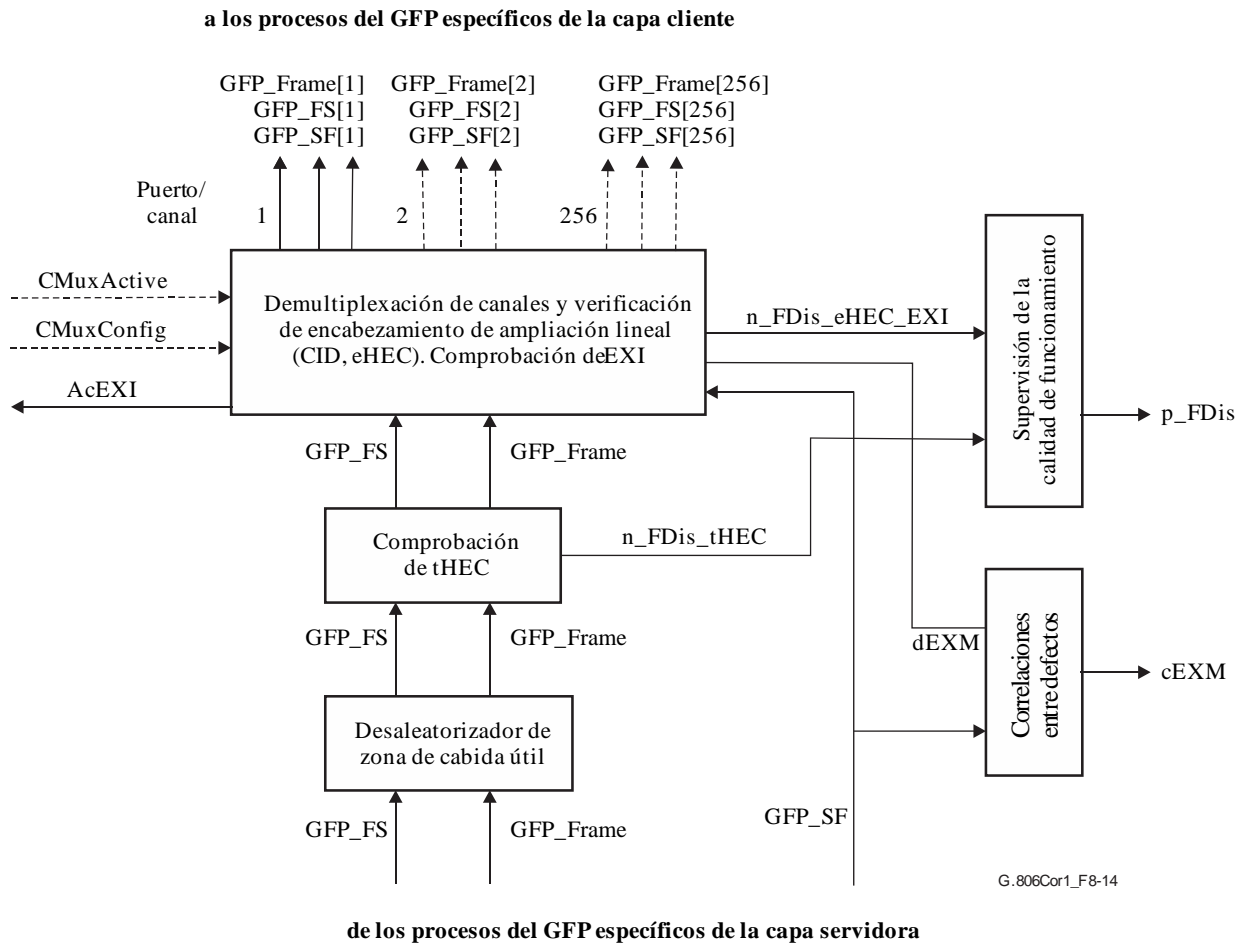 a los procesos del GFP específicos de la capa cliente
GFP_Frame[1]
GFP_FS[1]
GFP_SF[1]
GFP_Frame[2]
GFP_FS[2]
GFP_SF[2]
GFP_Frame[256]
GFP_FS[256]
GFP_SF[256]
Puerto/
canal
1
2
256
CMuxActive
CMuxConfig
AcEXI
Demultiplexación de canales y verificación
de encabezamiento de ampliación lineal
(CID, eHEC). Comprobación deEXI
n_FDis_eHEC_EXI
Supervisión de la
calidad de funcionamiento
p_FDis
GFP_FS
GFP_Frame
Comprobación
de tHEC
n_FDis_tHEC
GFP_FS
GFP_Frame
dEXM
Correlaciones
entre defectos
cEXM
Desaleatorizador de
zona de cabida útil
GFP_FS
GFP_Frame
GFP_SF
G.806Cor1_F8-14
de los procesos del GFP específicos de la capa servidora